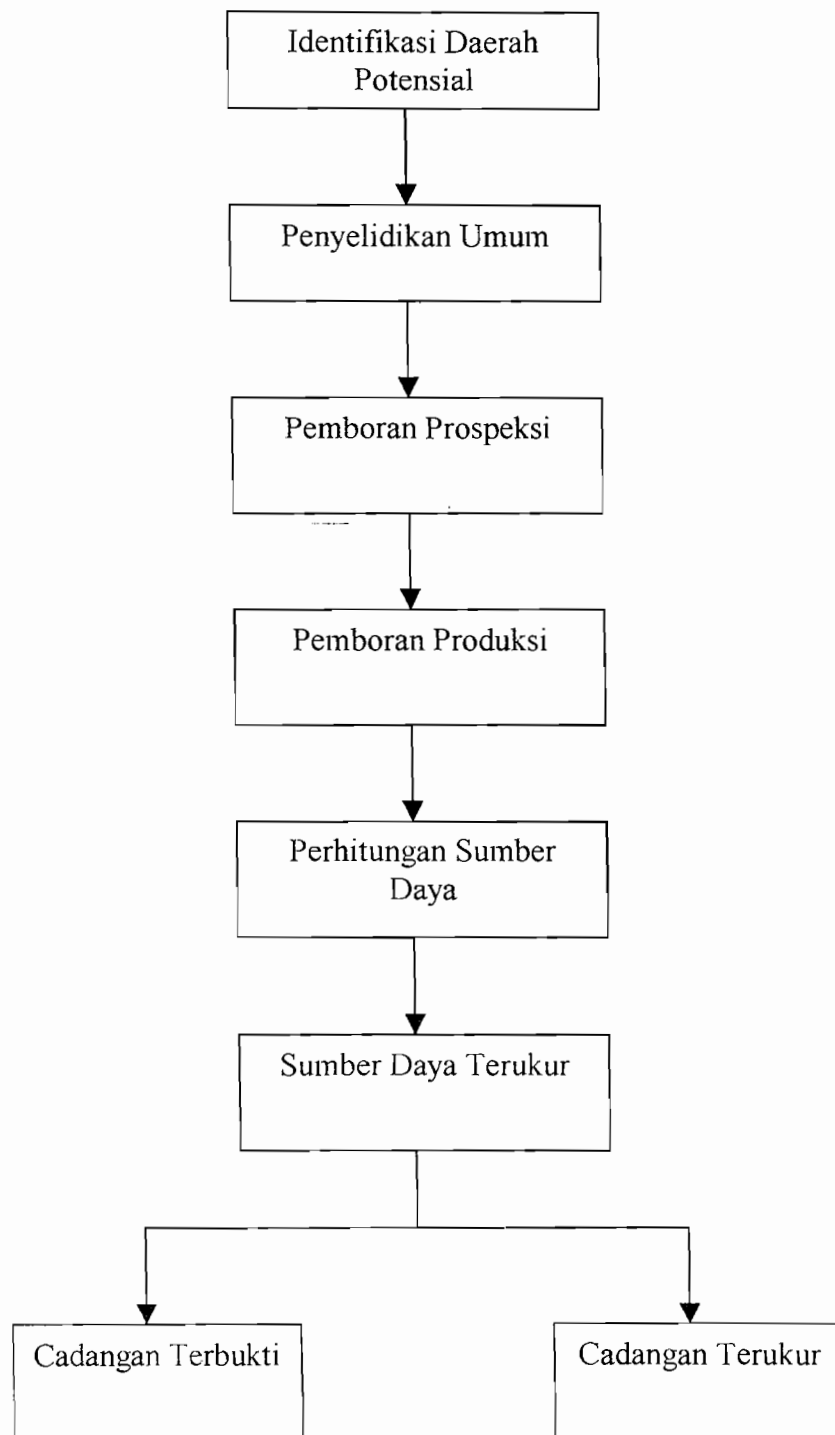 Identifikasi Daerah
Potensial
Penyelidikan Umum
Pemboran Prospeksi
Pemboran Produksi
Perhitungan Sumber
Daya
Sumber Daya Terukur
Cadangan Terbukti
Cadangan Terukur